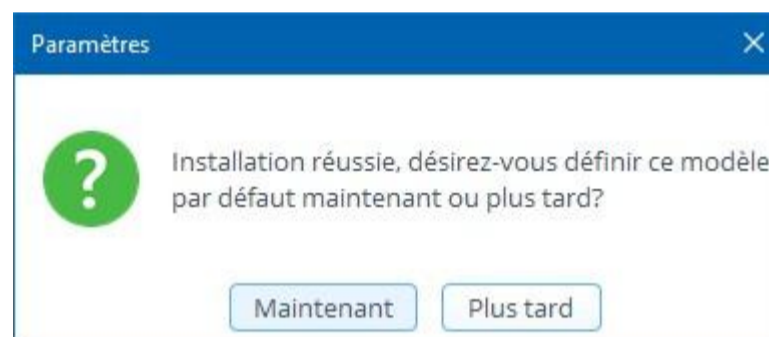 Paramètres
Installation réussie, désirez-vous définir ce modèle
par défaut maintenant ou plus tard?
Maintenant
Plus tard